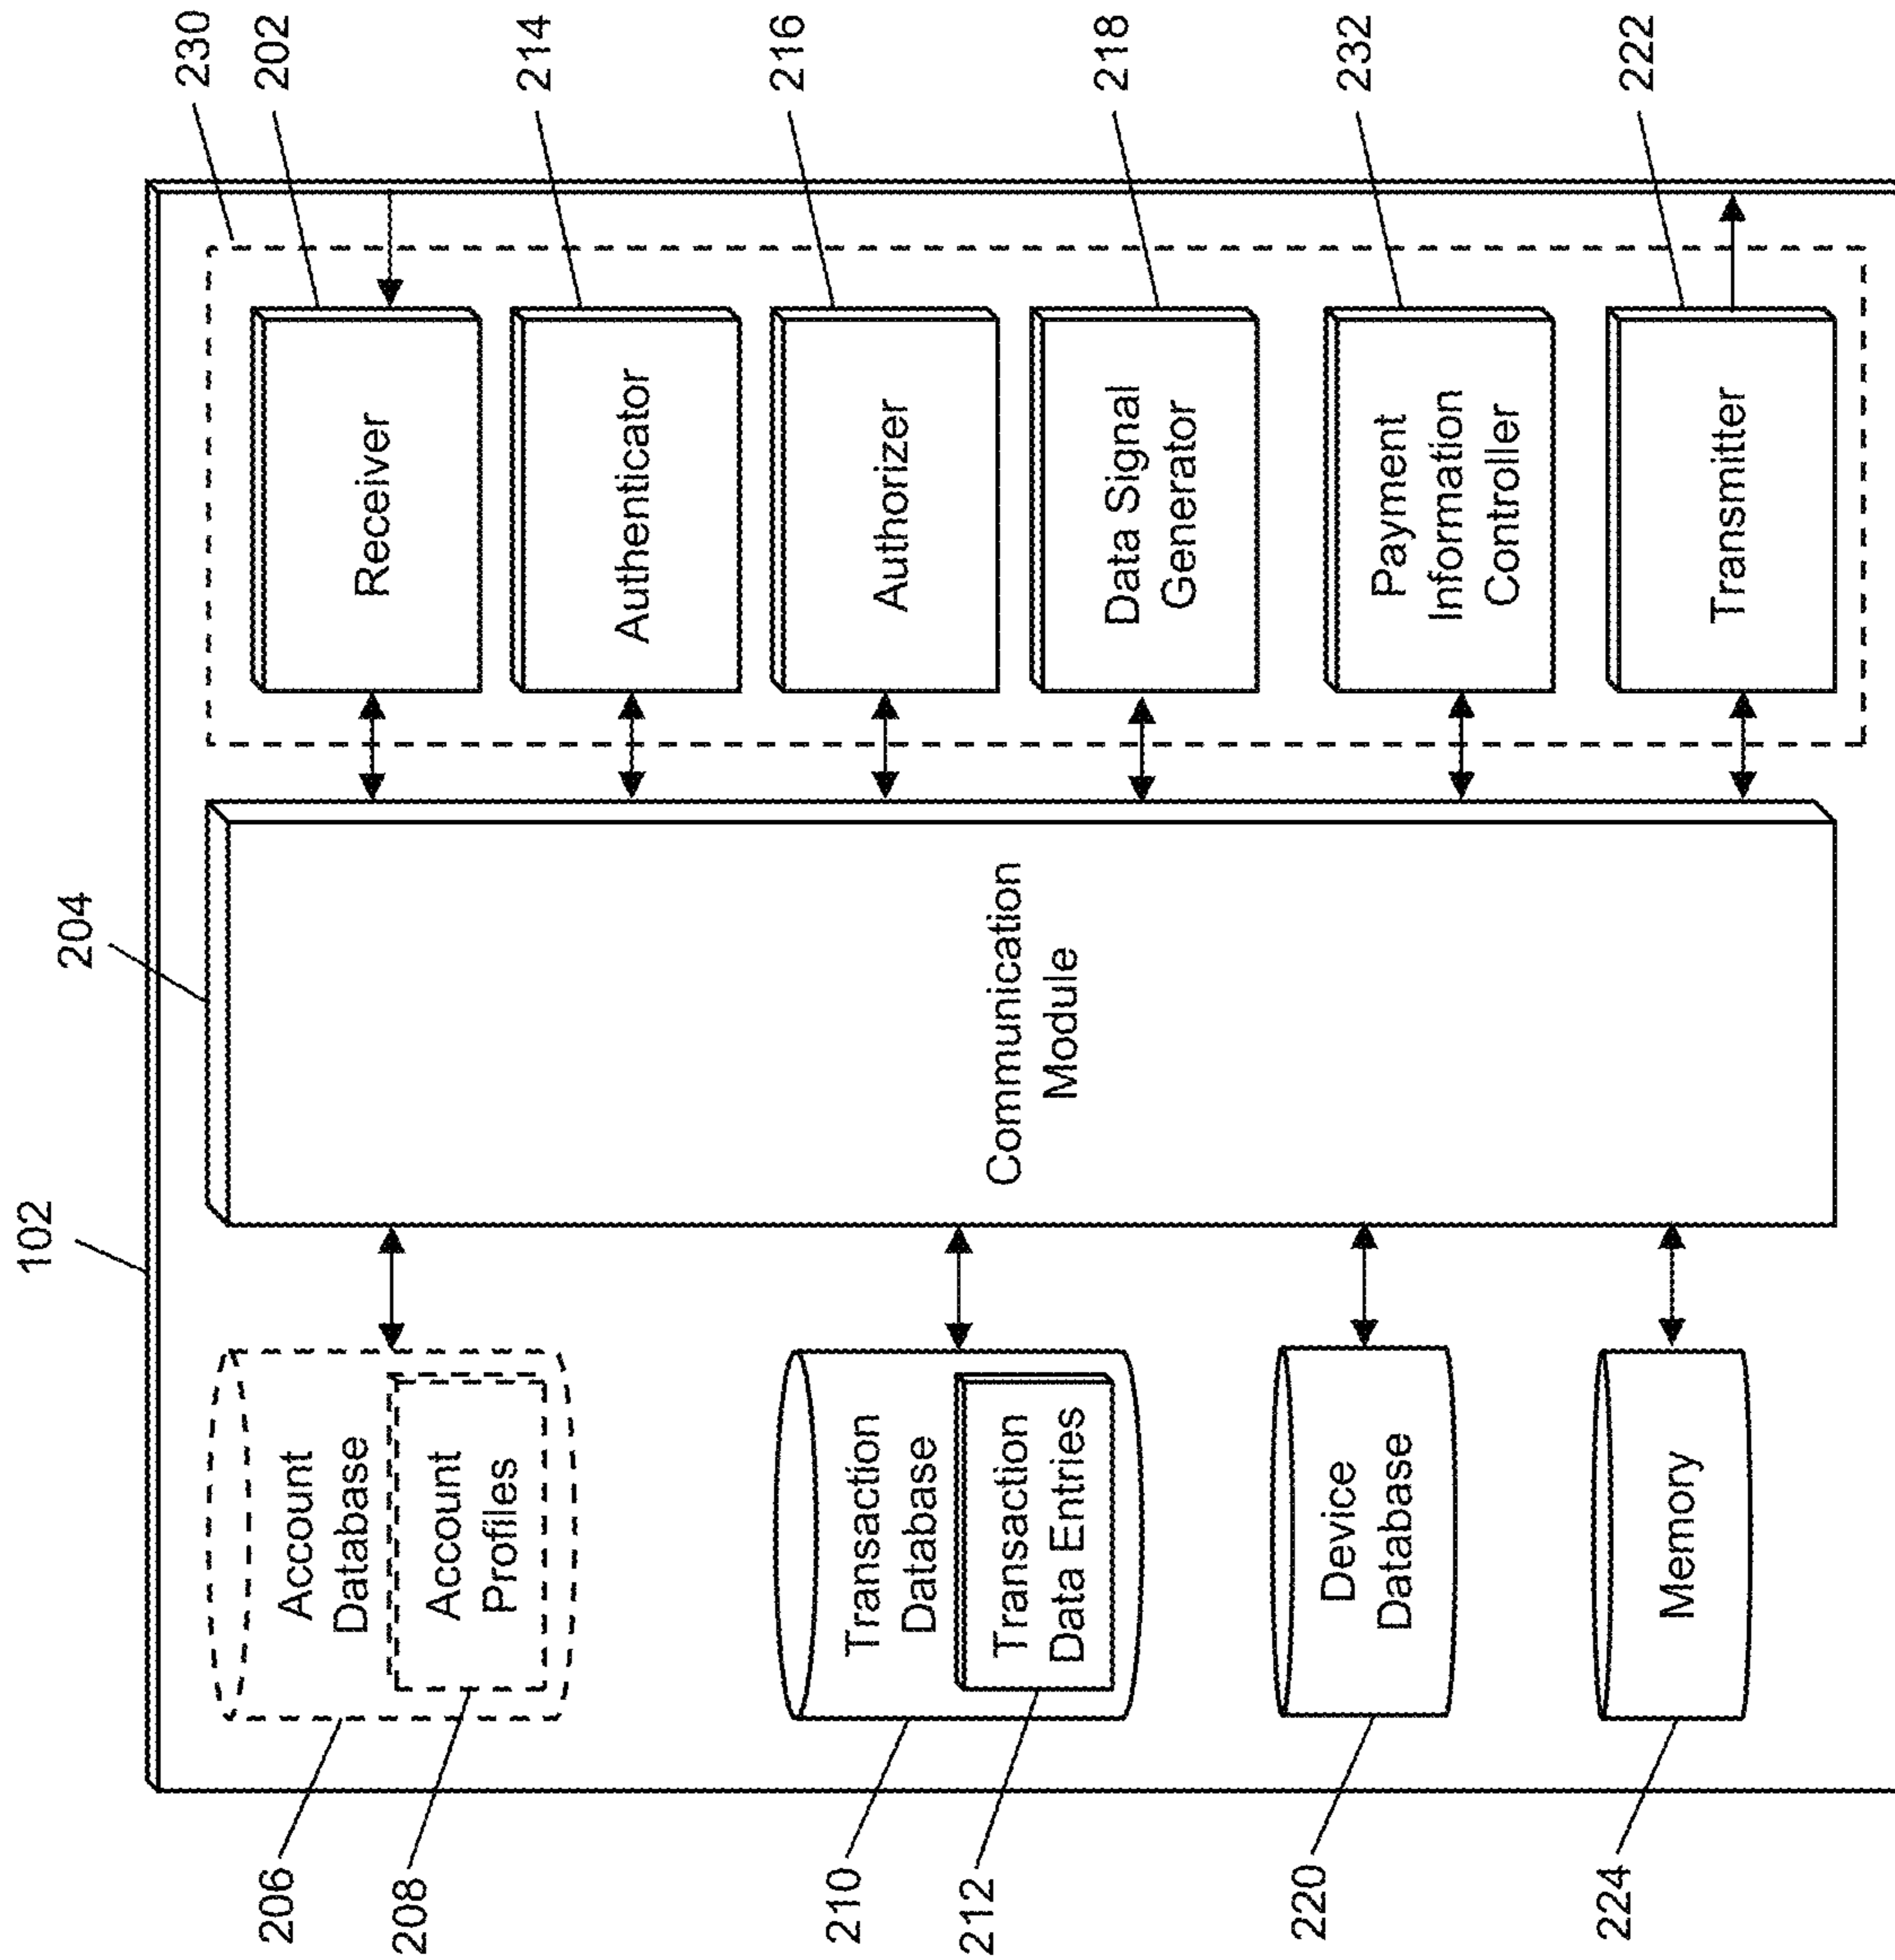 102
204
230
202
214
216
218
232
222
206
208
210
212
220
224
Account
Database
Account
Profiles
Transaction
Database
Transaction
Data Entries
Device
Database
Memory
Communication
Module
Receiver
Authenticator
Authorizer
Data Signal
Generator
Payment
Information
Controller
Transmitter